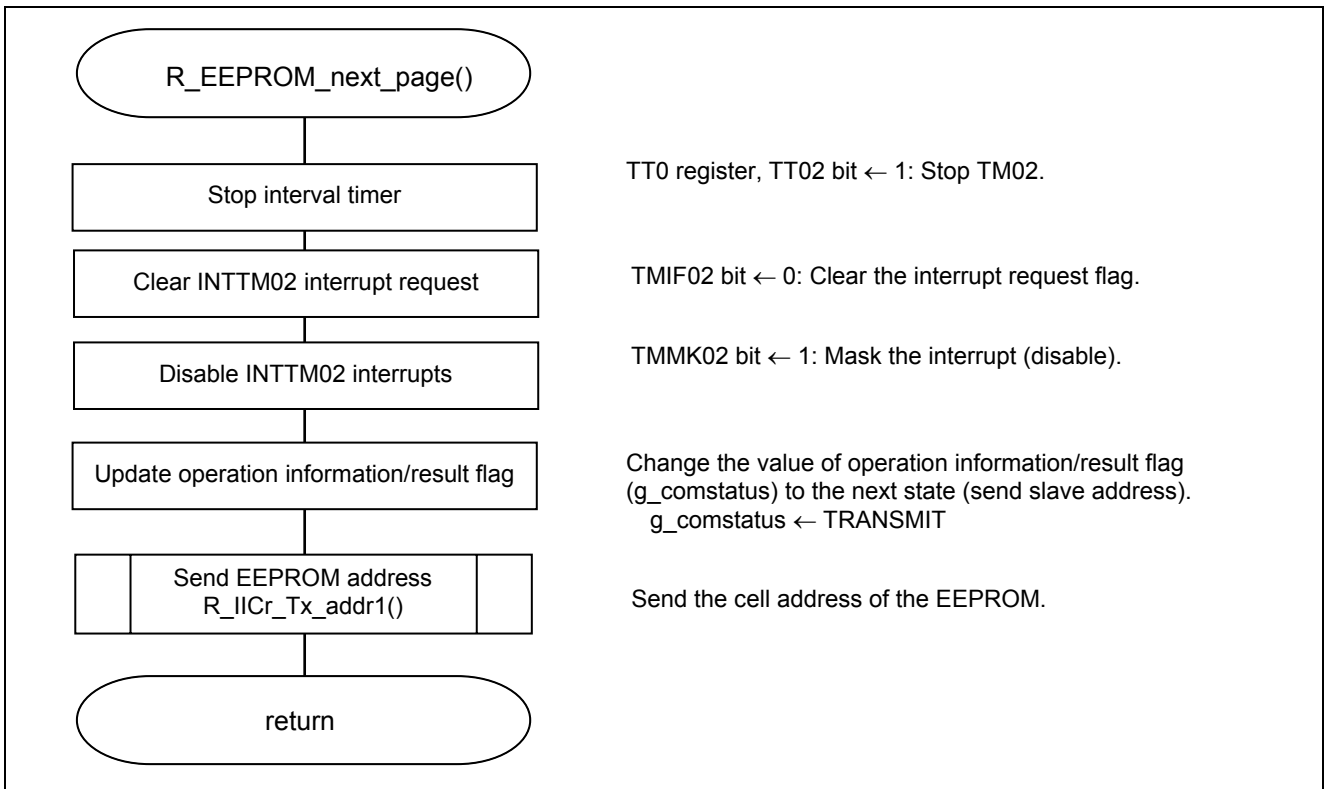 R_EEPROM_next_page()
Stop interval timer
TT0 register, TT02 bit ← 1: Stop TM02.
Clear INTTM02 interrupt request
TMIF02 bit ← 0: Clear the interrupt request flag.
Disable INTTM02 interrupts
TMMK02 bit ← 1: Mask the interrupt (disable).
Update operation information/result flag
Change the value of operation information/result flag
(g_comstatus) to the next state (send slave address).
g_comstatus ← TRANSMIT
Send EEPROM address
R_IICr_Tx_addr1()
Send the cell address of the EEPROM.
return